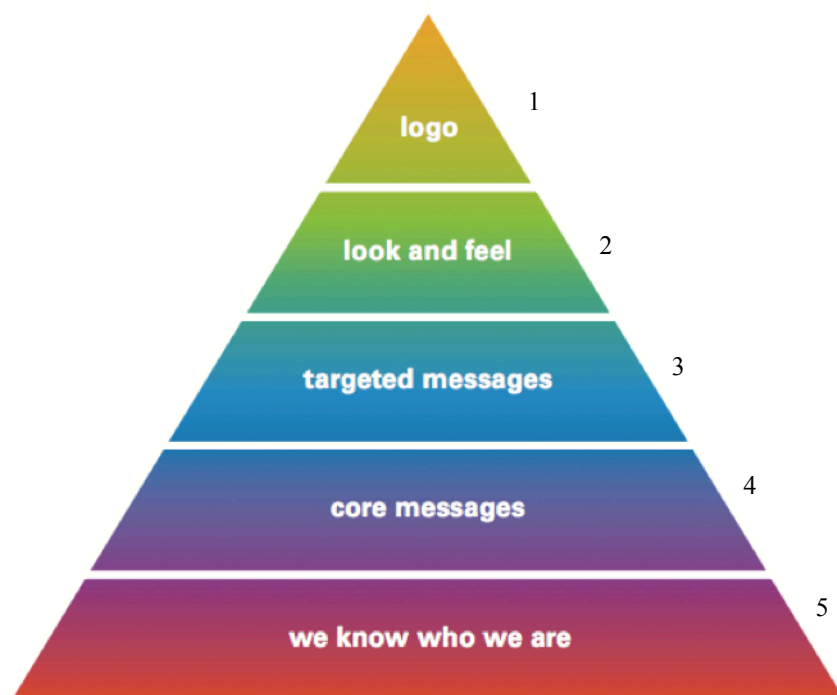 1
logo
2
look and feel
3
targeted messages
4
core messages
5
we know who we are